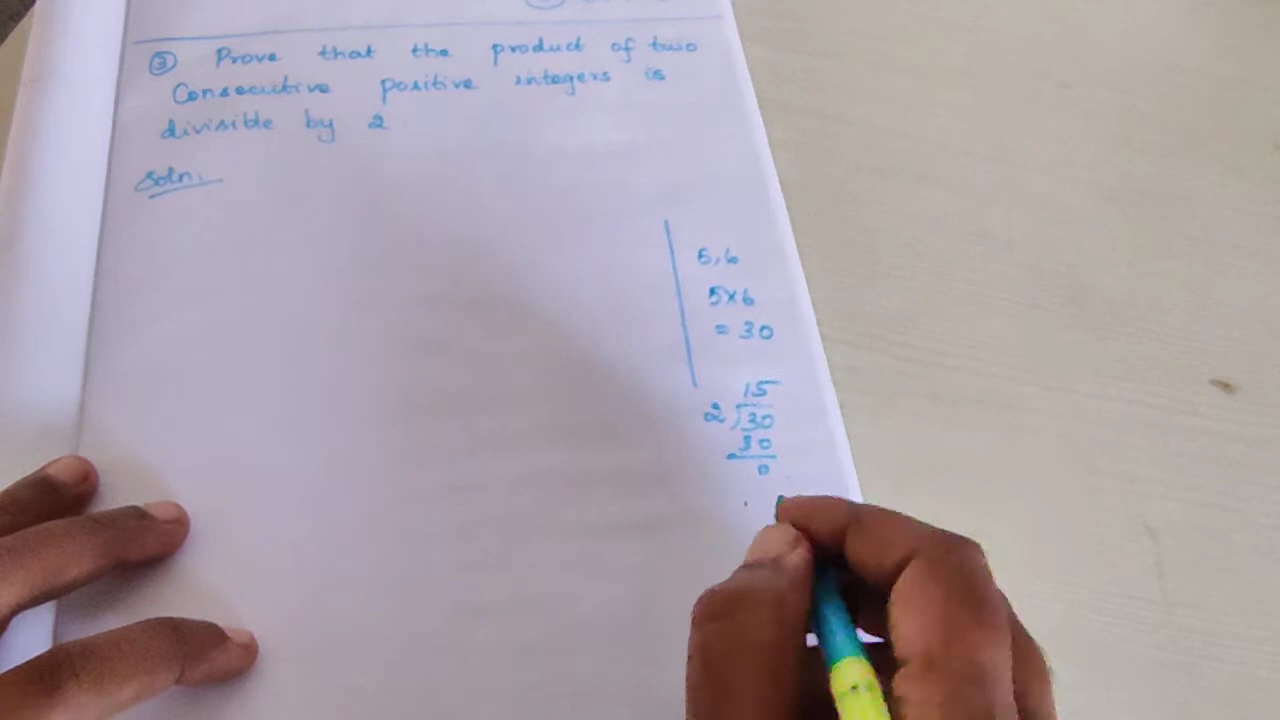 ③ Prove that the product of two
Consecutive positive integers is
divisible by 2
Soln.
5,6
5×6
= 30
15
2)30
30
0